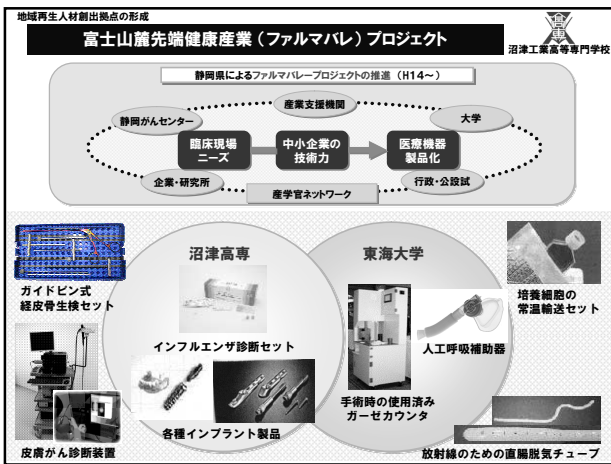 地域再生人材創出拠点の形成
富士山麓先端健康産業（ファルマバレ）プロジェクト
沼津工業高等専門学校
静岡県によるファルマバレープロジェクトの推進（H14～）
産業支援機関
静岡がんセンター
大学
臨床現場
ニーズ
中小企業の
技術力
医療機器
製品化
企業・研究所
行政・公設試
産学官ネットワーク
沼津高専
東海大学
ガイドピン式
経皮骨生検セット
インフルエンザ診断セット
培養細胞の
常温輸送セット
人工呼吸補助器
手術時の使用済み
ガーゼカウンタ
各種インプラント製品
皮膚がん診断装置
放射線のための直腸脱気チューブ